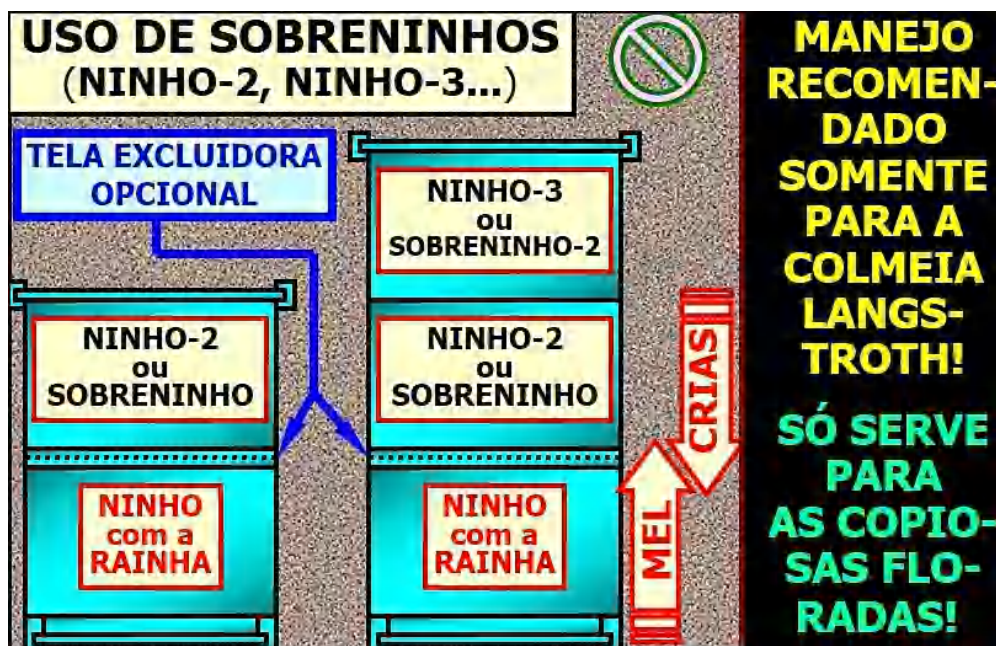 USO DE SOBRENINHOS
(NINHO-2, NINHO-3...)
TELA EXCLUIDORA
OPCIONAL
NINHO-2
ou
SOBRENINHO
NINHO
com a
RAINHA
NINHO-3
ou
SOBRENINHO-2
NINHO-2
ou
SOBRENINHO
NINHO
com a
RAINHA
CRIAS
MEL
MANEJO
RECOMEN-
DADO
SOMENTE
PARA A
COLMEIA
LANGS-
TROTH!
SÓ SERVE
PARA
AS COPIO-
SAS FLO-
RADAS!